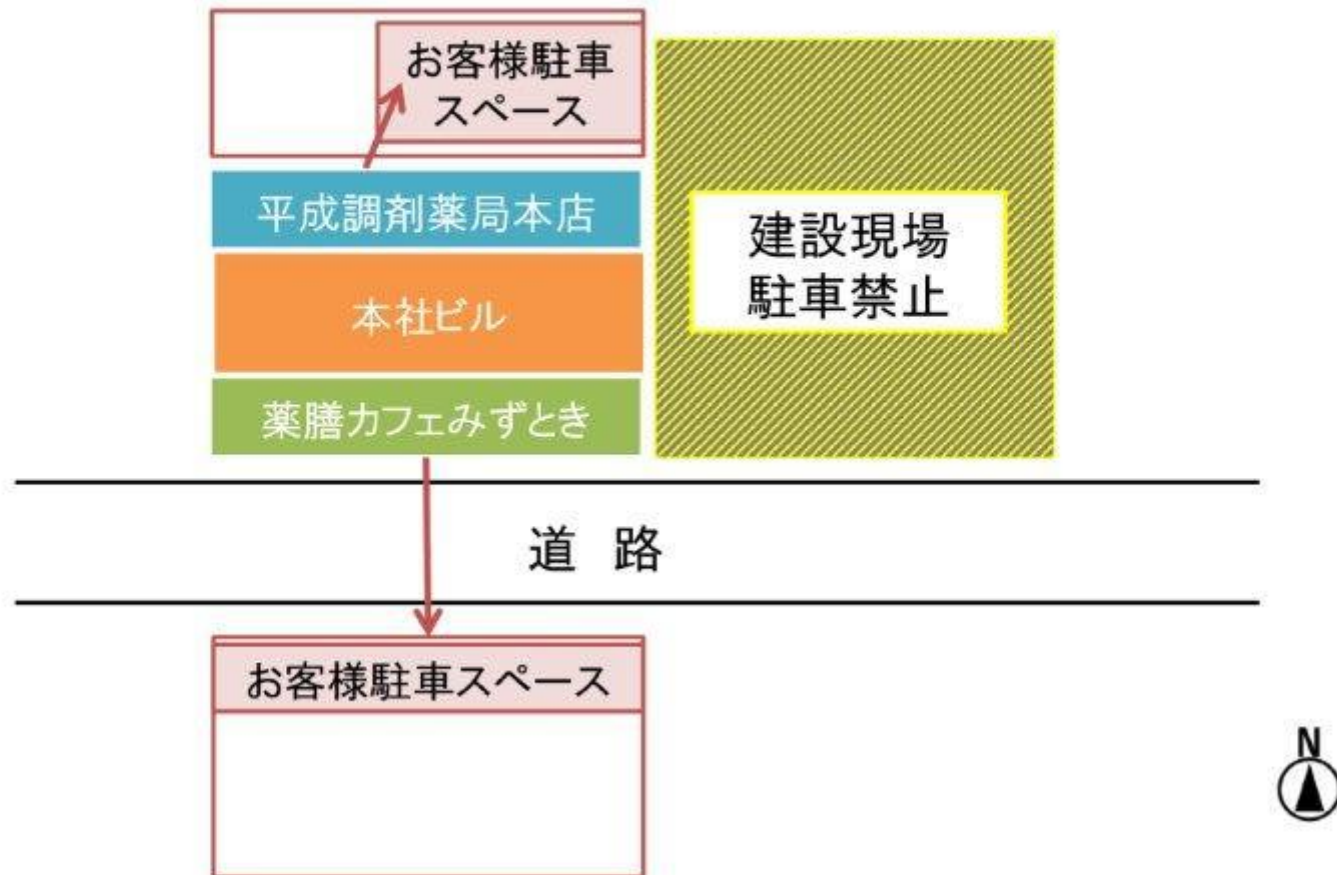 お客様駐車
スペース
平成調剤薬局本店
建設現場
駐車禁止
本社ビル
薬膳カフェみずとき
道 路
お客様駐車スペース
N